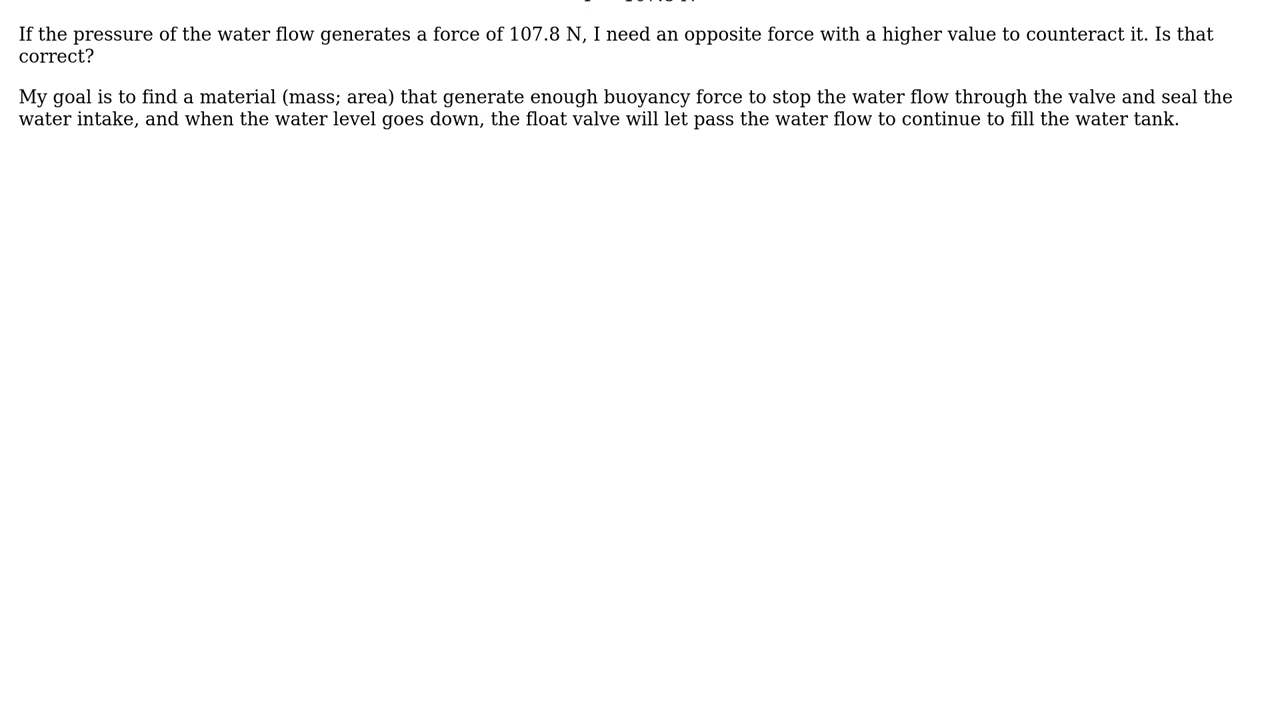 If the pressure of the water flow generates a force of 107.8 N, I need an opposite force with a higher value to counteract it. Is that
correct?
My goal is to find a material (mass; area) that generate enough buoyancy force to stop the water flow through the valve and seal the
water intake, and when the water level goes down, the float valve will let pass the water flow to continue to fill the water tank.